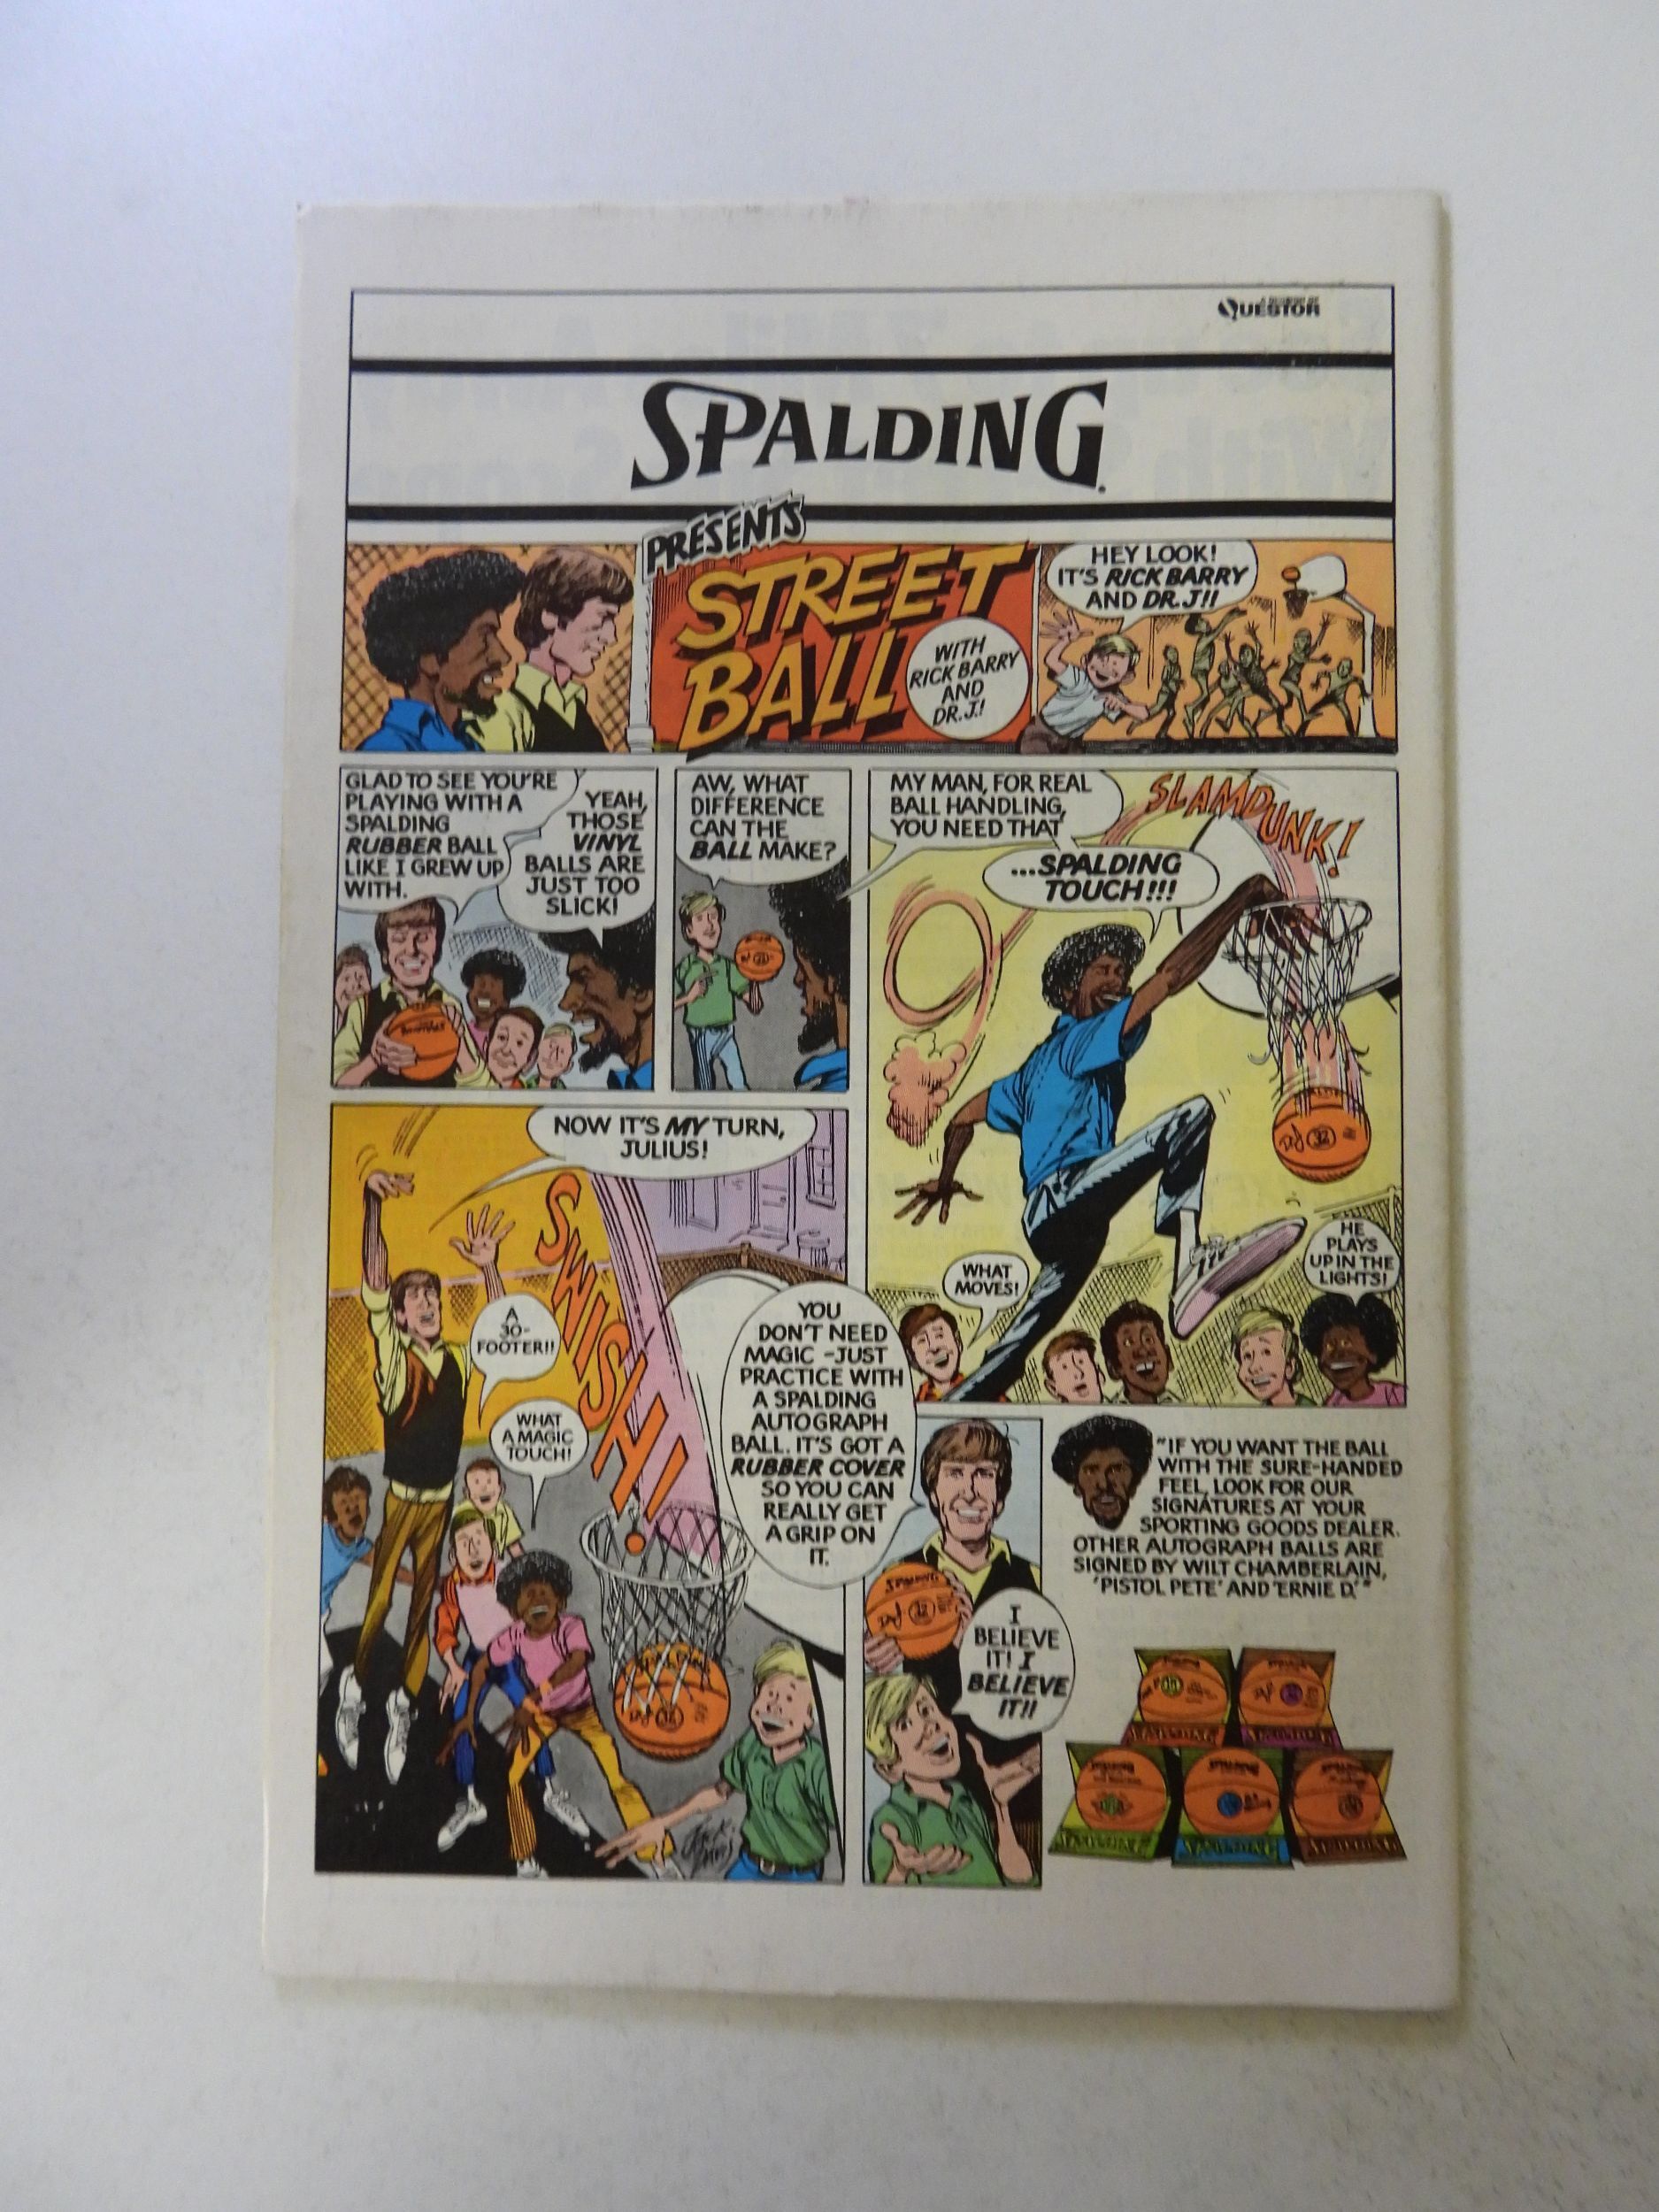 A DIVISION OF
QUESTOR
SPALDING
PRESENTS
STREET
BALL
WITH
RICK BARRY
AND
DR. J.!
HEY LOOK!
IT'S RICK BARRY
AND DR. J!!
GLAD TO SEE YOU'RE
PLAYING WITH A
SPALDING
RUBBER BALL
LIKE I GREW UP
WITH.
YEAH,
THOSE
VINYL
BALLS ARE
JUST TOO
SLICK!
AW, WHAT
DIFFERENCE
CAN THE
BALL MAKE?
MY MAN, FOR REAL
BALL HANDLING,
YOU NEED THAT
...SPALDING
TOUCH!!!
SLAMDUNK!
WHAT
MOVES!
HE
PLAYS
UP IN THE
LIGHTS!
NOW IT'S MY TURN,
JULIUS!
SWISH!
A
30-
FOOTER!!
WHAT
A MAGIC
TOUCH!
YOU
DON'T NEED
MAGIC -JUST
PRACTICE WITH
A SPALDING
AUTOGRAPH
BALL. IT'S GOT A
RUBBER COVER
SO YOU CAN
REALLY GET
A GRIP ON
IT.
SPALDING
I
BELIEVE
IT! I
BELIEVE
IT!!
"IF YOU WANT THE BALL
WITH THE SURE-HANDED
FEEL, LOOK FOR OUR
SIGNATURES AT YOUR
SPORTING GOODS DEALER.
OTHER AUTOGRAPH BALLS ARE
SIGNED BY WILT CHAMBERLAIN,
'PISTOL PETE' AND 'ERNIE D.'"
SPALDING
SPALDING
SPALDING
SPALDING
SPALDING